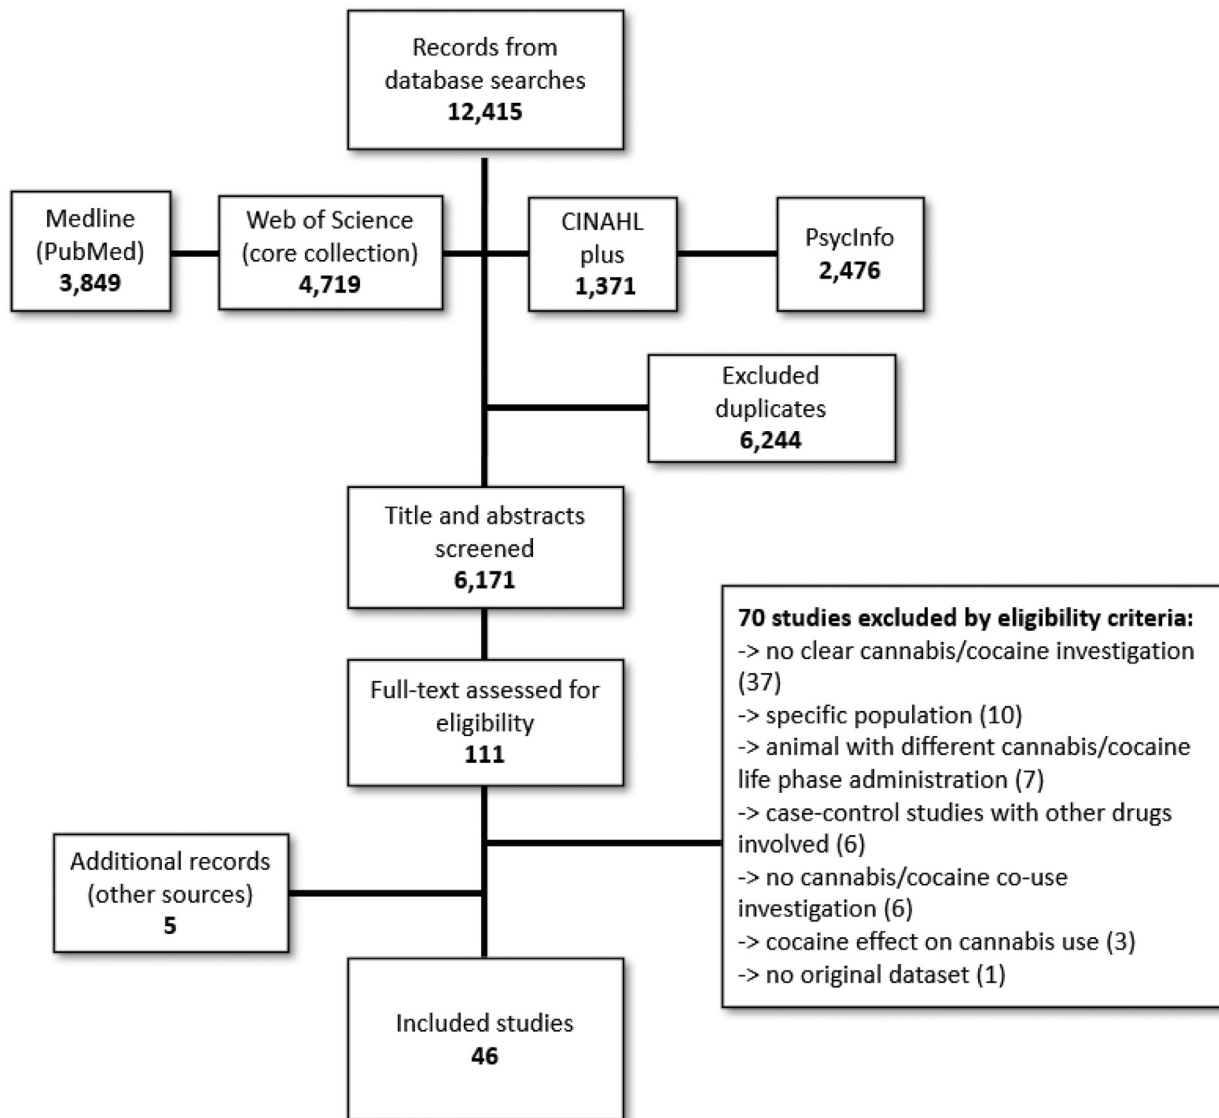 Records from
database searches
12,415
Medline
(PubMed)
3,849
Web of Science
(core collection)
4,719
CINAHL
plus
1,371
PsycInfo
2,476
Excluded
duplicates
6,244
Title and abstracts
screened
6,171
Full-text assessed for
eligibility
111
70 studies excluded by eligibility criteria:
-> no clear cannabis/cocaine investigation
(37)
-> specific population (10)
-> animal with different cannabis/cocaine
life phase administration (7)
-> case-control studies with other drugs
involved (6)
-> no cannabis/cocaine co-use
investigation (6)
-> cocaine effect on cannabis use (3)
-> no original dataset (1)
Additional records
(other sources)
5
Included studies
46